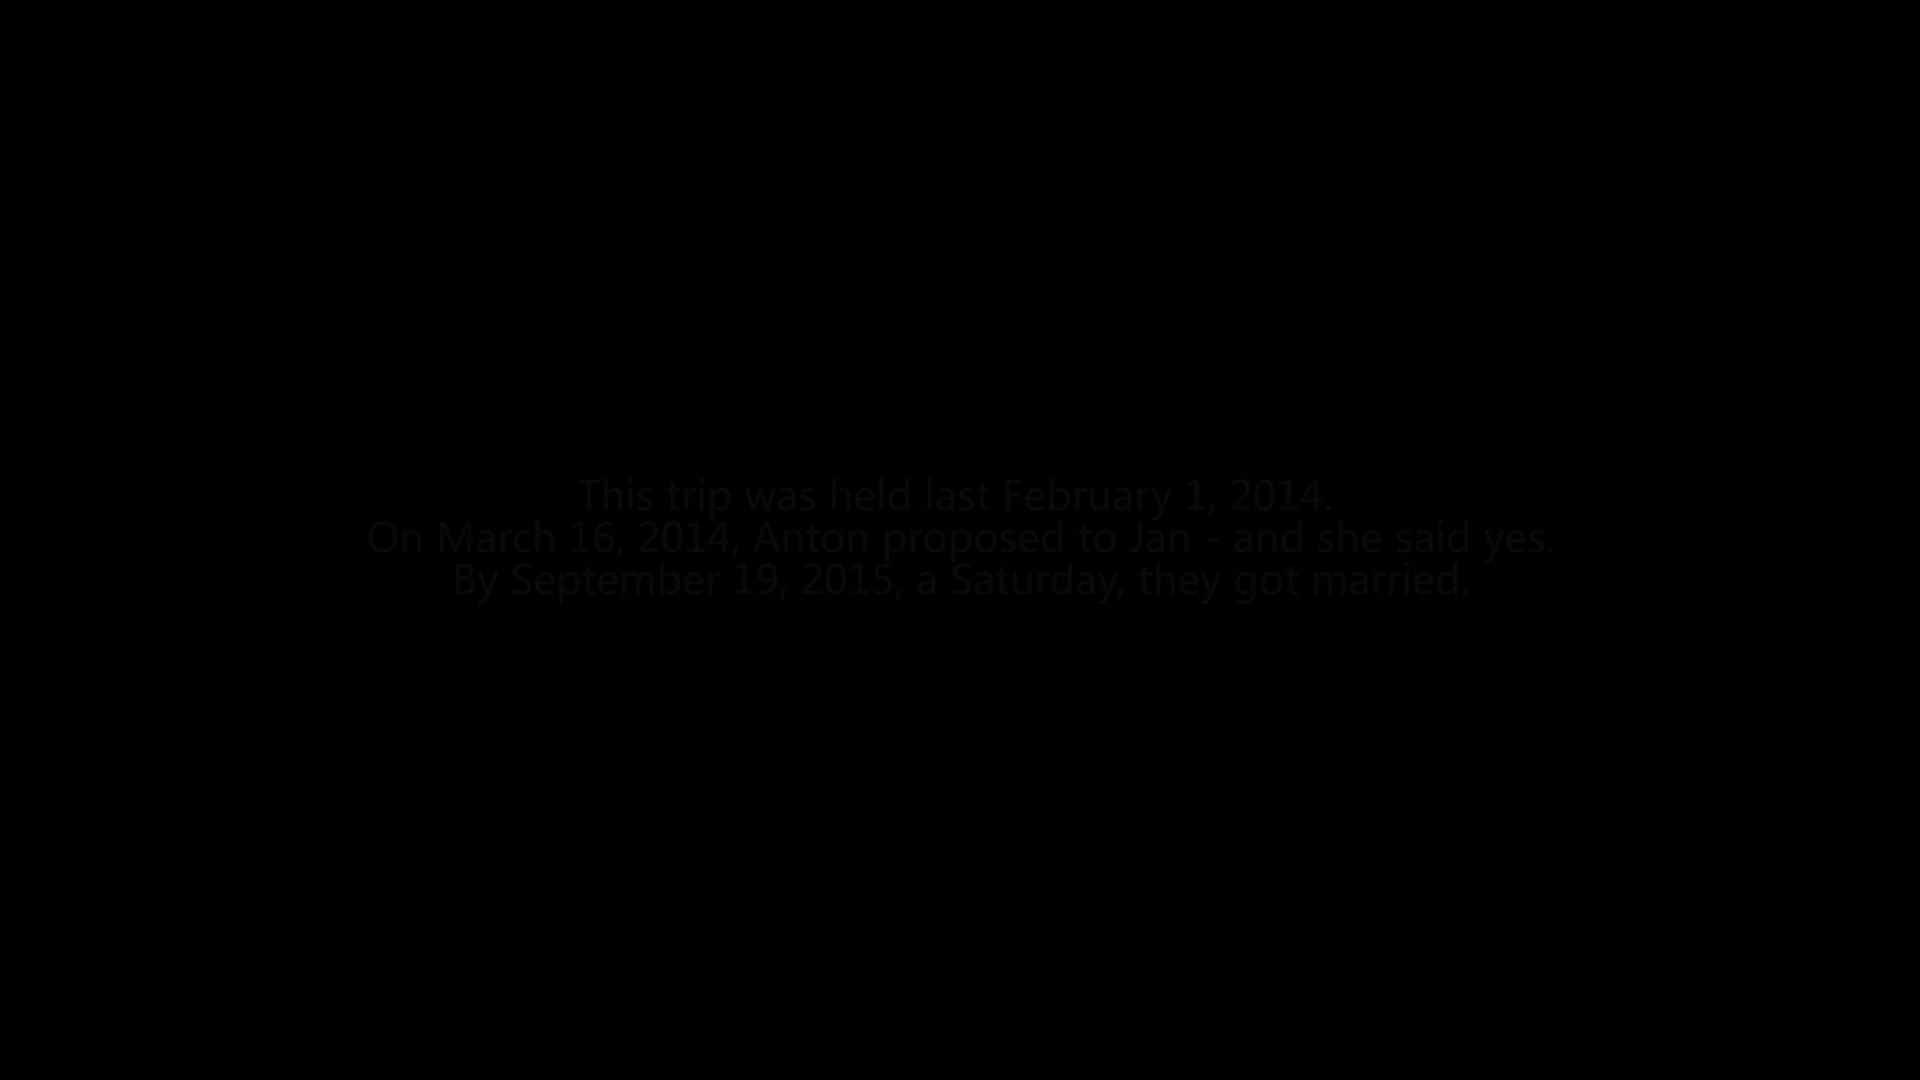 This trip was held last February 1, 2014.
On March 16, 2014, Anton proposed to Jan - and she said yes.
By September 19, 2015, a Saturday, they got married.